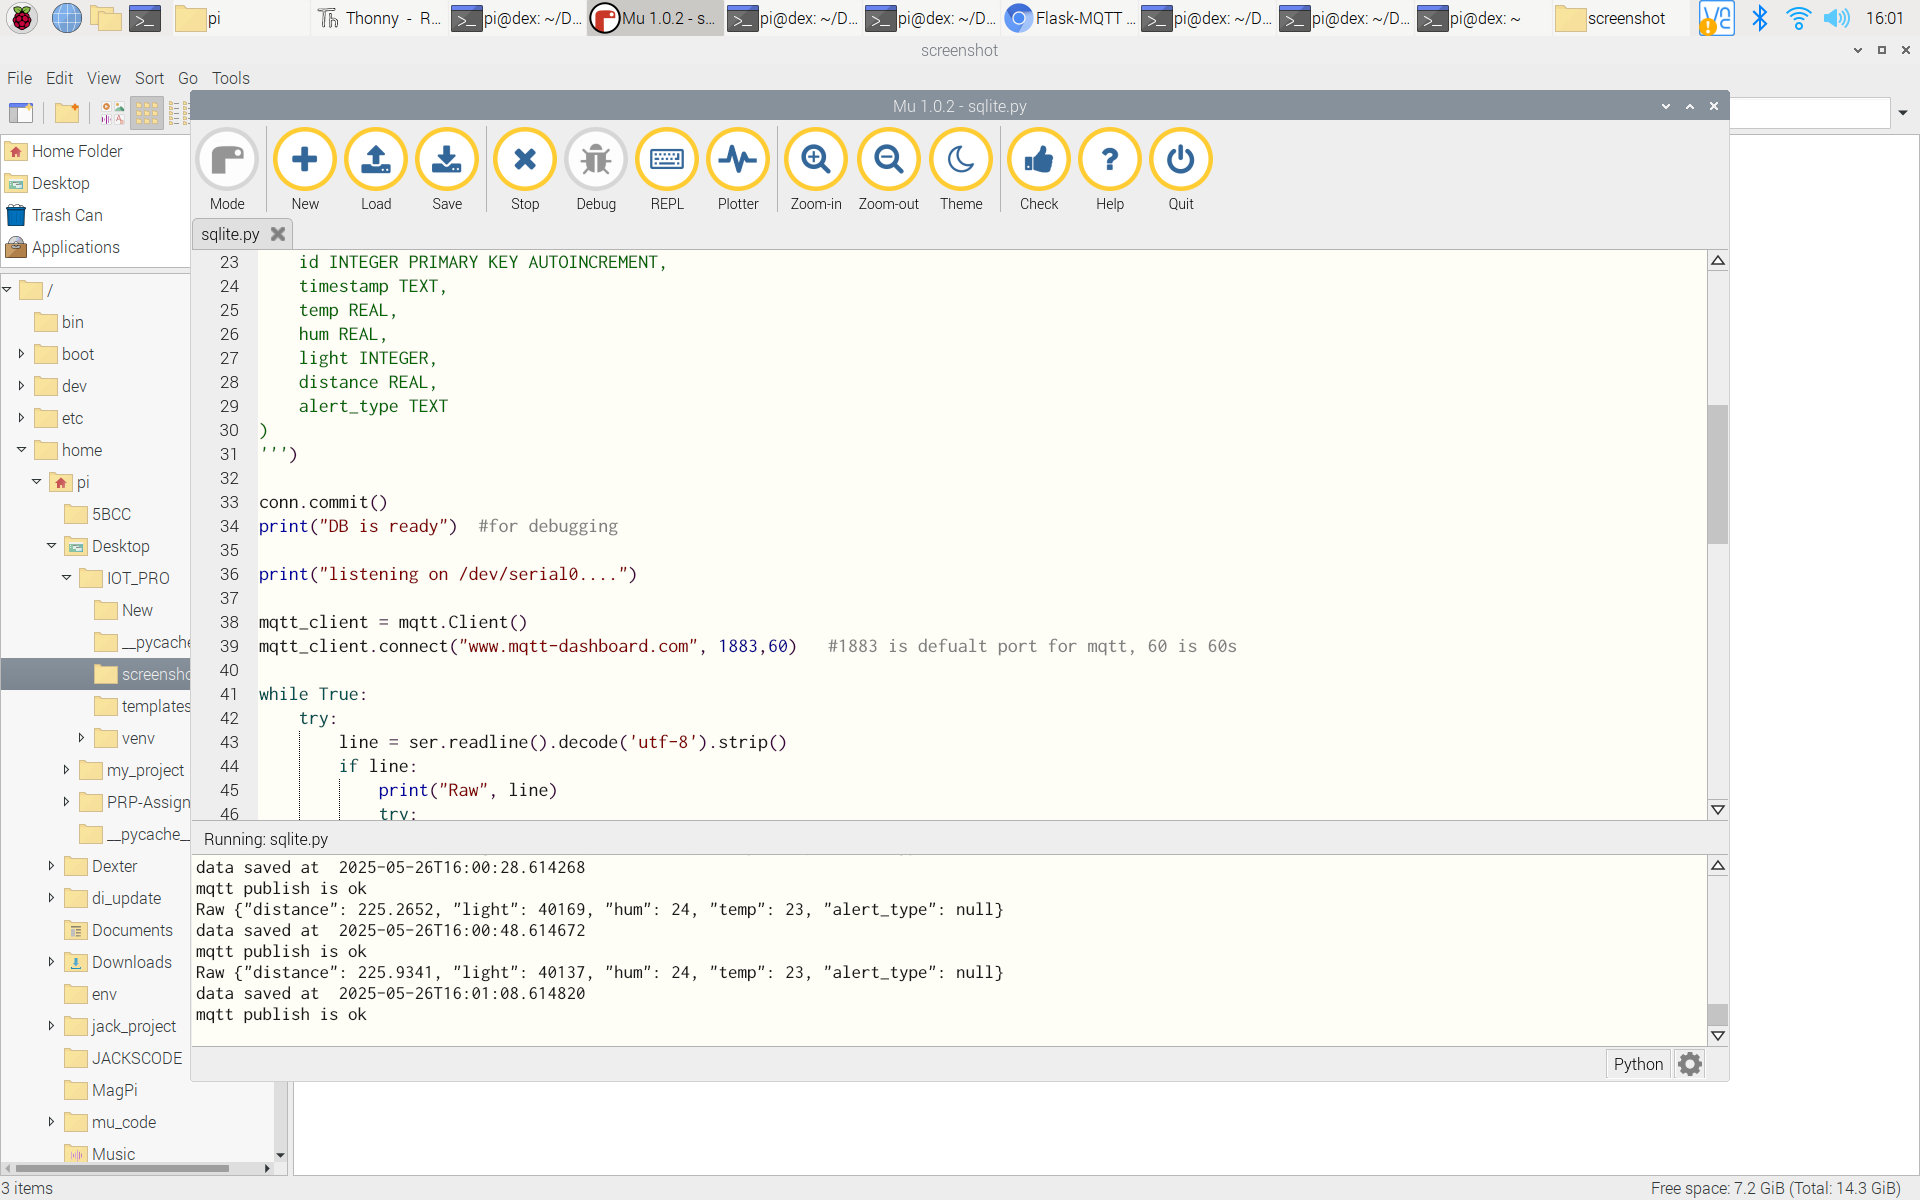 pi
Thonny - R...
pi@dex: ~/D...
Mu 1.0.2 - s...
pi@dex: ~/D...
pi@dex: ~/D...
Flask-MQTT ...
pi@dex: ~/D...
pi@dex: ~/D...
pi@dex: ~
screenshot
16:01
screenshot
File Edit View Sort Go Tools
Home Folder
Desktop
Trash Can
Applications
/
bin
boot
dev
etc
home
pi
5BCC
Desktop
IOT_PRO
New
__pycache
screensho
templates
venv
my_project
PRP-Assign
__pycache__
Dexter
di_update
Documents
Downloads
env
jack_project
JACKSCODE
MagPi
mu_code
Music
3 items
Free space: 7.2 GiB (Total: 14.3 GiB)
Mu 1.0.2 - sqlite.py
Mode New Load Save Stop Debug REPL Plotter Zoom-in Zoom-out Theme Check Help Quit
sqlite.py
23     id INTEGER PRIMARY KEY AUTOINCREMENT,
24     timestamp TEXT,
25     temp REAL,
26     hum REAL,
27     light INTEGER,
28     distance REAL,
29     alert_type TEXT
30 )
31 ''')
32
33 conn.commit()
34 print("DB is ready")  #for debugging
35
36 print("listening on /dev/serial0....")
37
38 mqtt_client = mqtt.Client()
39 mqtt_client.connect("www.mqtt-dashboard.com", 1883,60)   #1883 is defualt port for mqtt, 60 is 60s
40
41 while True:
42     try:
43         line = ser.readline().decode('utf-8').strip()
44         if line:
45             print("Raw", line)
46             try:
Running: sqlite.py
data saved at  2025-05-26T16:00:28.614268
mqtt publish is ok
Raw {"distance": 225.2652, "light": 40169, "hum": 24, "temp": 23, "alert_type": null}
data saved at  2025-05-26T16:00:48.614672
mqtt publish is ok
Raw {"distance": 225.9341, "light": 40137, "hum": 24, "temp": 23, "alert_type": null}
data saved at  2025-05-26T16:01:08.614820
mqtt publish is ok
Python